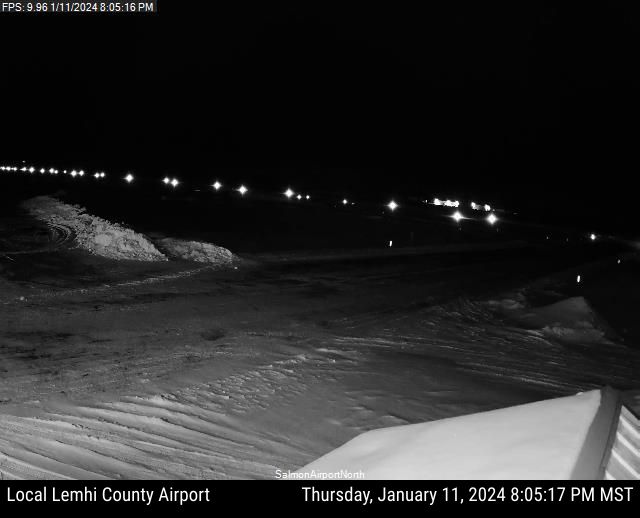 FPS: 9.96 1/11/2024 8:05:16 PM
SalmonAirportNorth
Local Lemhi County Airport Thursday, January 11, 2024 8:05:17 PM MST